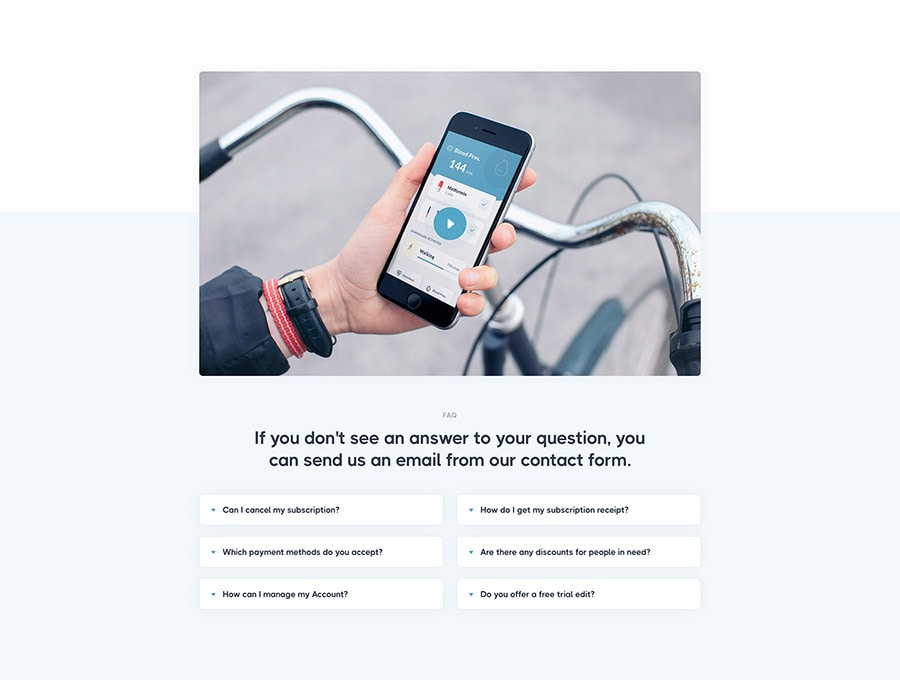 Blood Pres.
144
Metformin
Walking
FAQ
If you don't see an answer to your question, you
can send us an email from our contact form.
Can I cancel my subscription?
How do I get my subscription receipt?
Which payment methods do you accept?
Are there any discounts for people in need?
How can I manage my Account?
Do you offer a free trial edit?